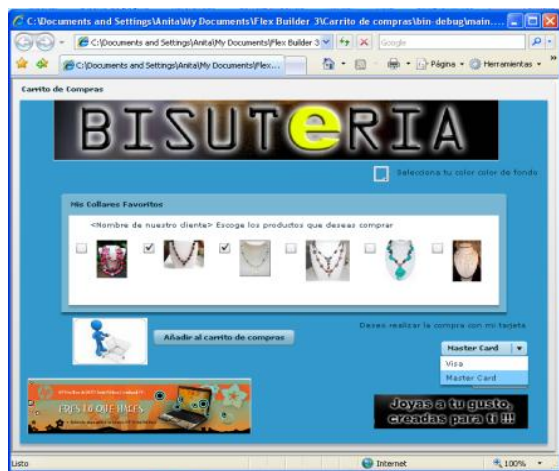 C:\Documents and Settings\Anita\My Documents\Flex Builder 3\Carrito de compras\bin-debug\main....
C:\Documents and Settings\Anita\My Documents\Flex Builder 3
Google
C:\Documents and Settings\Anita\My Documents\Flex...
Página
Herramientas
Carrito de Compras
BISUTeRIA
Selecciona tu color color de fondo
Mis Collares Favoritos
<Nombre de nuestro cliente> Escoge los productos que deseas comprar
Añadir al carrito de compras
Deseo realizar la compra con mi tarjeta
Master Card
Visa
Master Card
ERES LO QUE HACES
Joyas a tu gusto,
creadas para ti !!!
Listo
Internet
100%